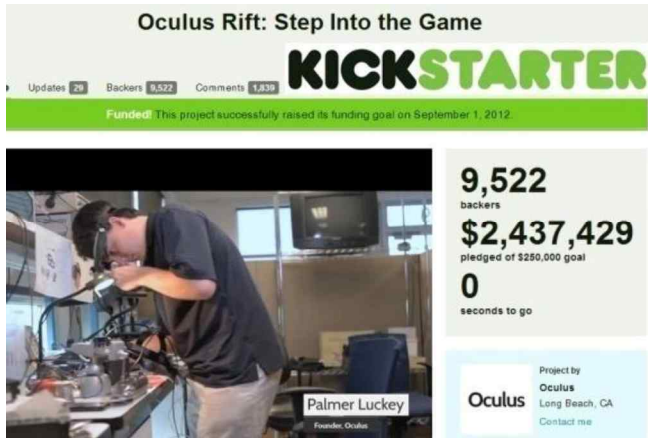 Oculus Rift: Step Into the Game
Updates 29 Backers 9,522 Comments 1,839
KICKSTARTER
Funded! This project successfully raised its funding goal on September 1, 2012.
9,522
backers
$2,437,429
pledged of $250,000 goal
0
seconds to go
Palmer Luckey
Founder, Oculus
Oculus
Project by
Oculus
Long Beach, CA
Contact me